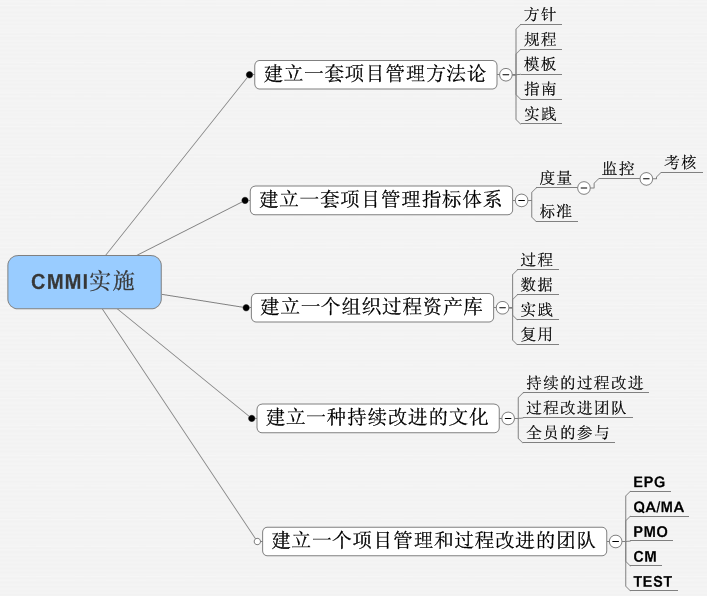 CMMI实施
建立一套项目管理方法论
方针
规程
模板
指南
实践
建立一套项目管理指标体系
度量
监控
考核
标准
建立一个组织过程资产库
过程
数据
实践
复用
建立一种持续改进的文化
持续的过程改进
过程改进团队
全员的参与
建立一个项目管理和过程改进的团队
EPG
QA/MA
PMO
CM
TEST